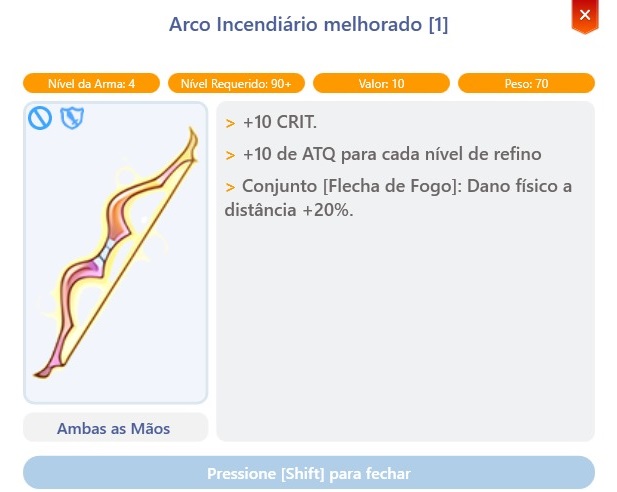 Arco Incendiário melhorado [1]
Nível da Arma: 4
Nível Requerido: 90+
Valor: 10
Peso: 70
> +10 CRIT.
> +10 de ATQ para cada nível de refino
> Conjunto [Flecha de Fogo]: Dano físico a
distância +20%.
Ambas as Mãos
Pressione [Shift] para fechar